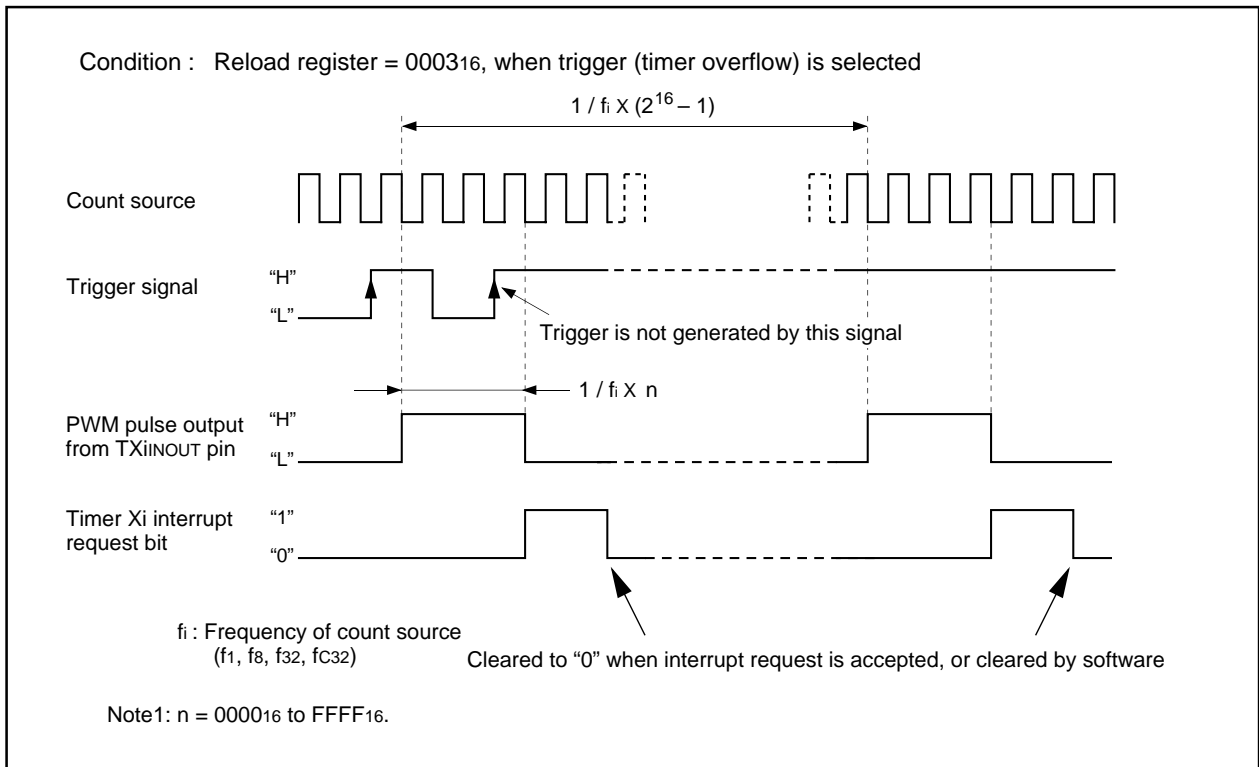 Condition : Reload register = 000316, when trigger (timer overflow) is selected
1 / fi X (2^16 – 1)
Count source
Trigger signal
“H”
“L”
Trigger is not generated by this signal
1 / fi X n
PWM pulse output
from TXiINOUT pin
“H”
“L”
Timer Xi interrupt
request bit
“1”
“0”
fi : Frequency of count source
(f1, f8, f32, fC32)
Cleared to “0” when interrupt request is accepted, or cleared by software
Note1: n = 000016 to FFFF16.